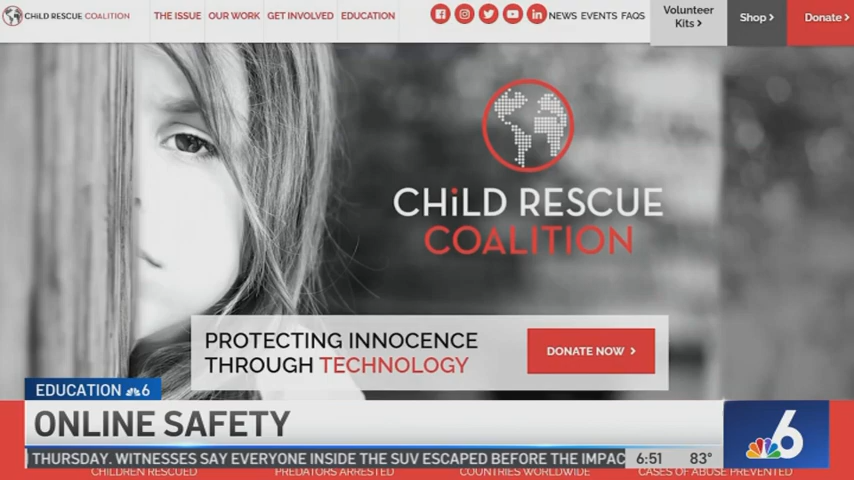 CHILD RESCUE COALITION
THE ISSUE
OUR WORK
GET INVOLVED
EDUCATION
NEWS
EVENTS
FAQS
Volunteer
Kits >
Shop >
Donate >
CHiLD RESCUE
COALITION
PROTECTING INNOCENCE
THROUGH TECHNOLOGY
DONATE NOW >
EDUCATION 6
ONLINE SAFETY
6
THURSDAY. WITNESSES SAY EVERYONE INSIDE THE SUV ESCAPED BEFORE THE IMPAC
6:51 83°
CHILDREN RESCUED
PREDATORS ARRESTED
COUNTRIES WORLDWIDE
CASES OF ABUSE PREVENTED